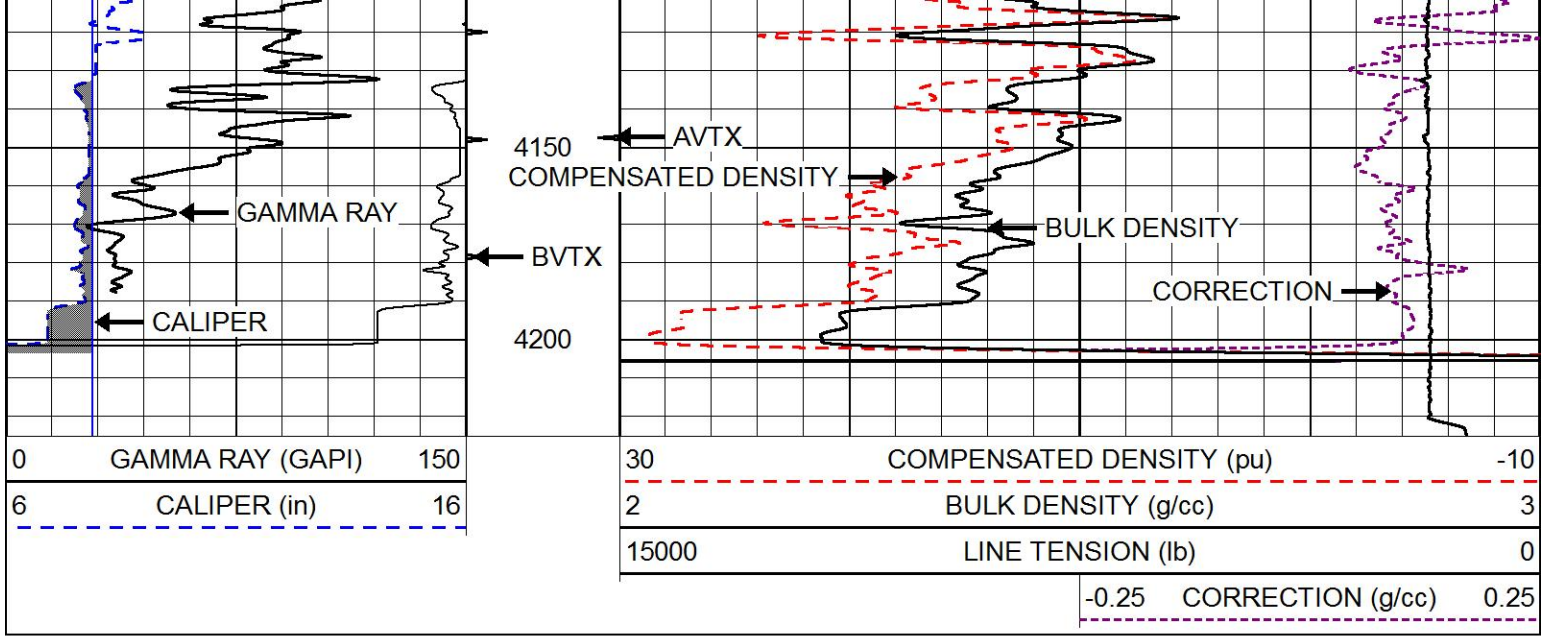 4150
AVTX
COMPENSATED DENSITY
GAMMA RAY
BULK DENSITY
BVTX
CORRECTION
CALIPER
4200
0 GAMMA RAY (GAPI) 150
30 COMPENSATED DENSITY (pu) -10
6 CALIPER (in) 16
2 BULK DENSITY (g/cc) 3
15000 LINE TENSION (lb) 0
-0.25 CORRECTION (g/cc) 0.25